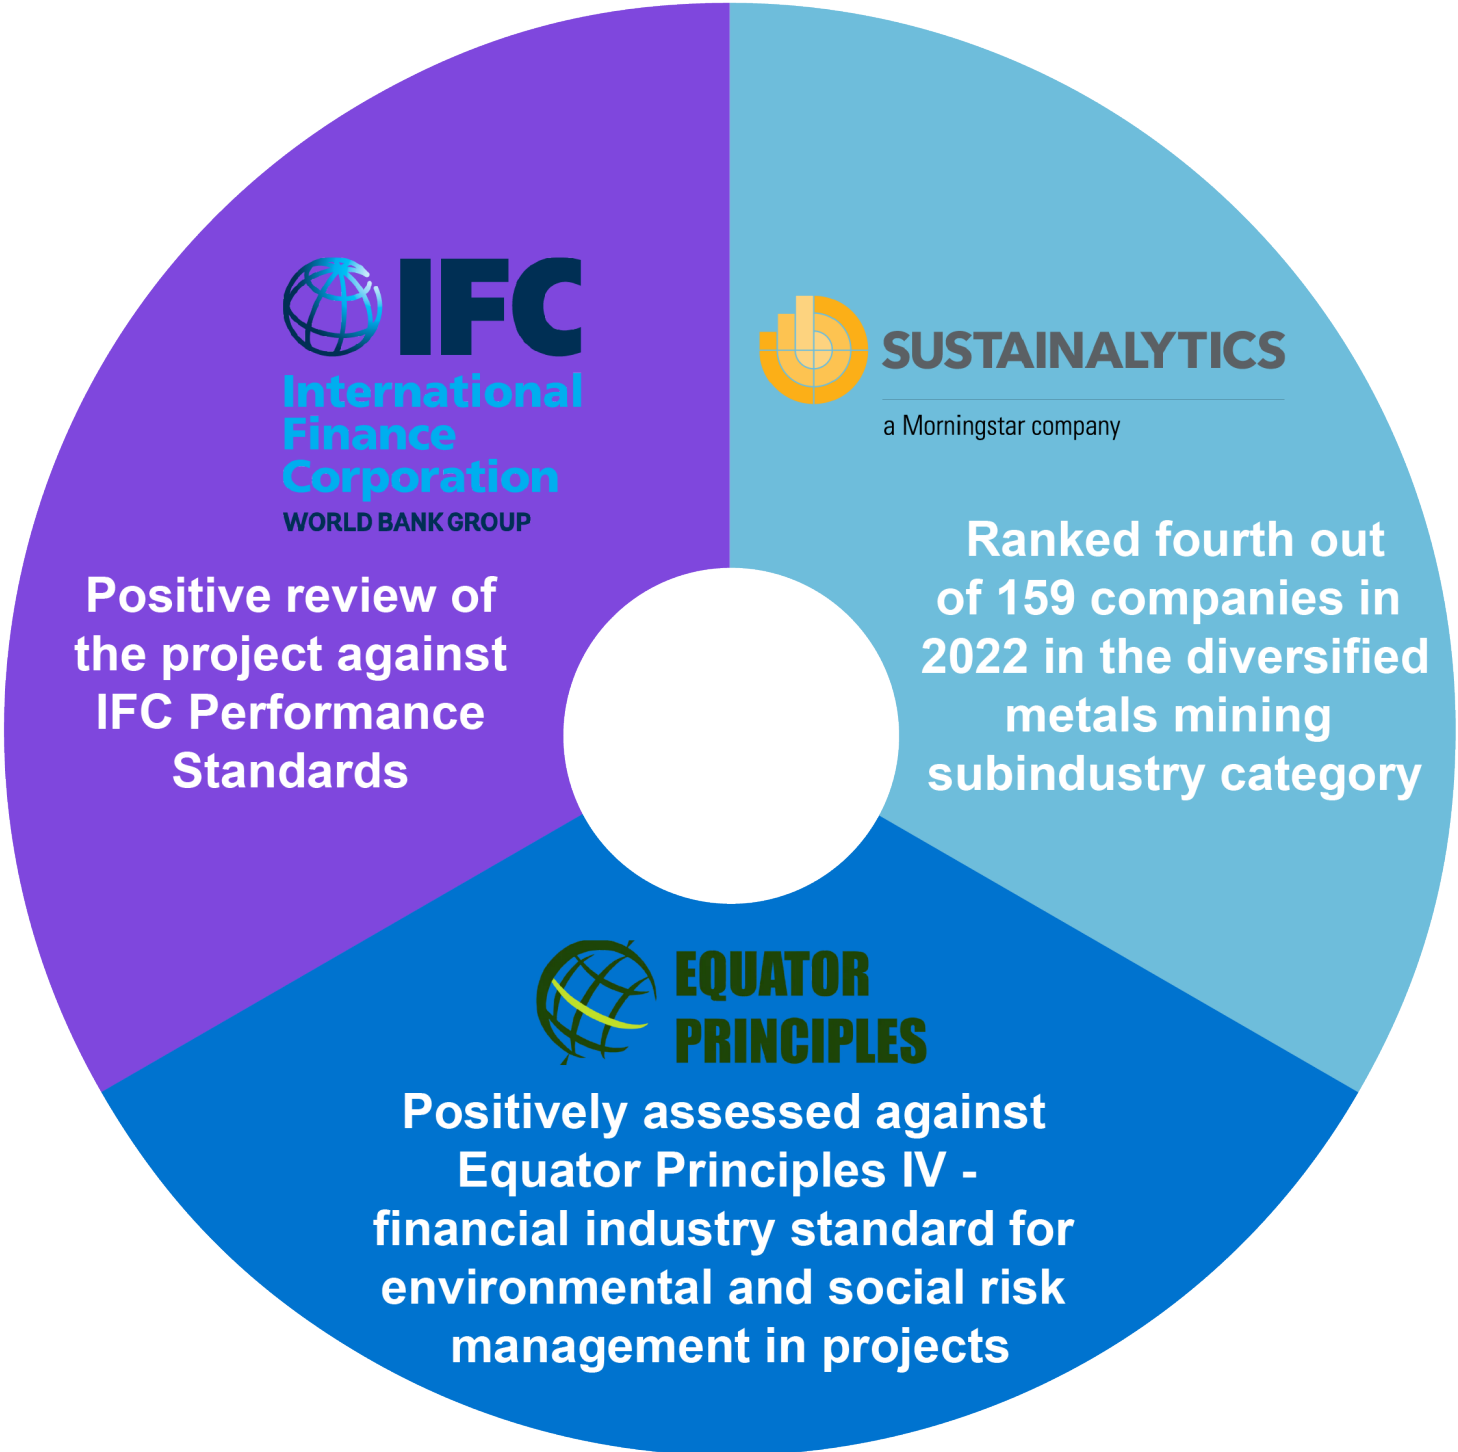 IFC
International
Finance
Corporation
WORLD BANK GROUP
Positive review of
the project against
IFC Performance
Standards
SUSTAINALYTICS
a Morningstar company
Ranked fourth out
of 159 companies in
2022 in the diversified
metals mining
subindustry category
EQUATOR
PRINCIPLES
Positively assessed against
Equator Principles IV -
financial industry standard for
environmental and social risk
management in projects